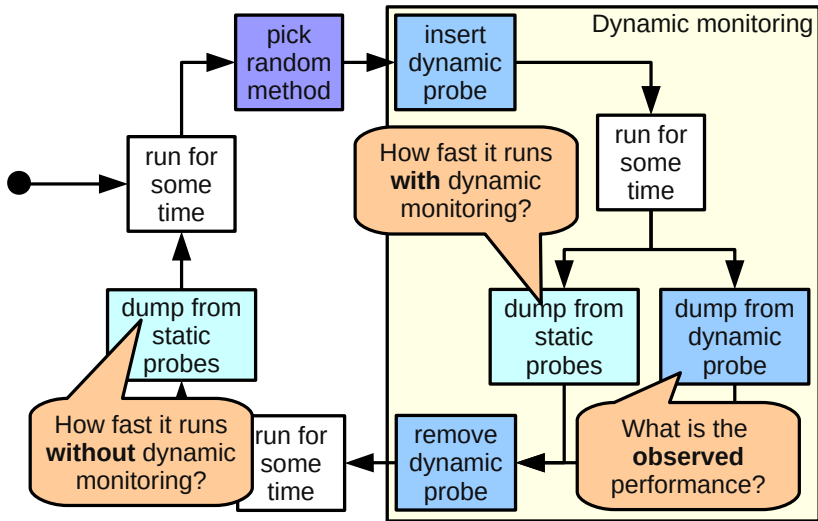 Dynamic monitoring
pick
random
method
insert
dynamic
probe
run for
some
time
run for
some
time
How fast it runs
with dynamic
monitoring?
dump from
static
probes
dump from
static
probes
dump from
dynamic
probe
How fast it runs
without dynamic
monitoring?
run for
some
time
remove
dynamic
probe
What is the
observed
performance?